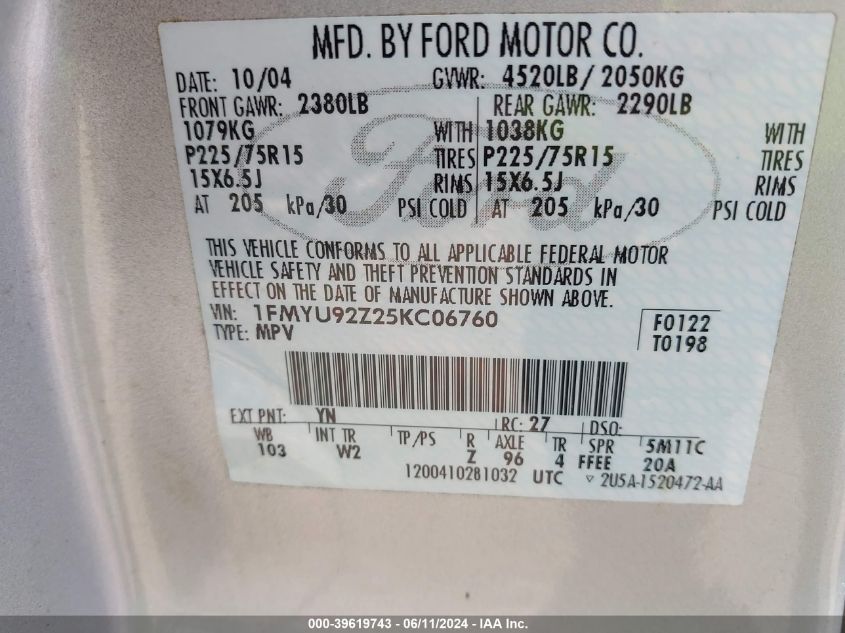 MFD. BY FORD MOTOR CO.
DATE: 10/04 GVWR: 4520LB/ 2050KG
FRONT GAWR: 2380LB REAR GAWR: 2290LB
1079KG WITH 1038KG WITH
P225/75R15 TIRES P225/75R15 TIRES
15X6.5J RIMS 15X6.5J RIMS
AT 205 kPa/30 PSI COLD AT 205 kPa/30 PSI COLD
Ford
THIS VEHICLE CONFORMS TO ALL APPLICABLE FEDERAL MOTOR
VEHICLE SAFETY AND THEFT PREVENTION STANDARDS IN
EFFECT ON THE DATE OF MANUFACTURE SHOWN ABOVE.
VIN: 1FMYU92Z25KC06760 F0122
TYPE: MPV T0198
EXT PNT: YN RC: 27 DSO:
WB INT TR TP/PS R AXLE TR SPR 5M11C
103 W2 Z 96 4 FFEE 20A
1200410281032 UTC ▽ 2U5A-1520472-AA
000-39619743 - 06/11/2024 - IAA Inc.